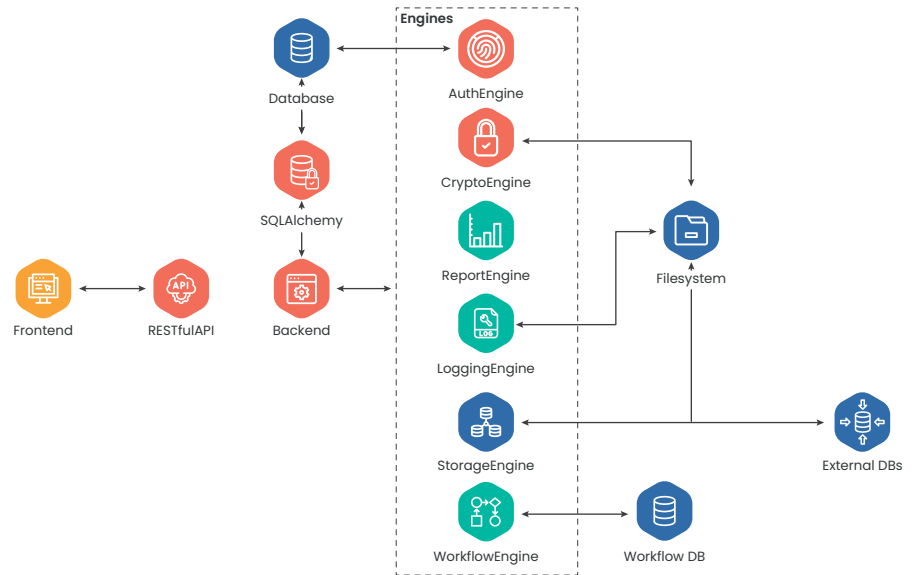 Engines
Database
AuthEngine
CryptoEngine
SQLAlchemy
ReportEngine
Filesystem
API
Frontend
RESTfulAPI
Backend
LOG
LoggingEngine
StorageEngine
External DBs
WorkflowEngine
Workflow DB